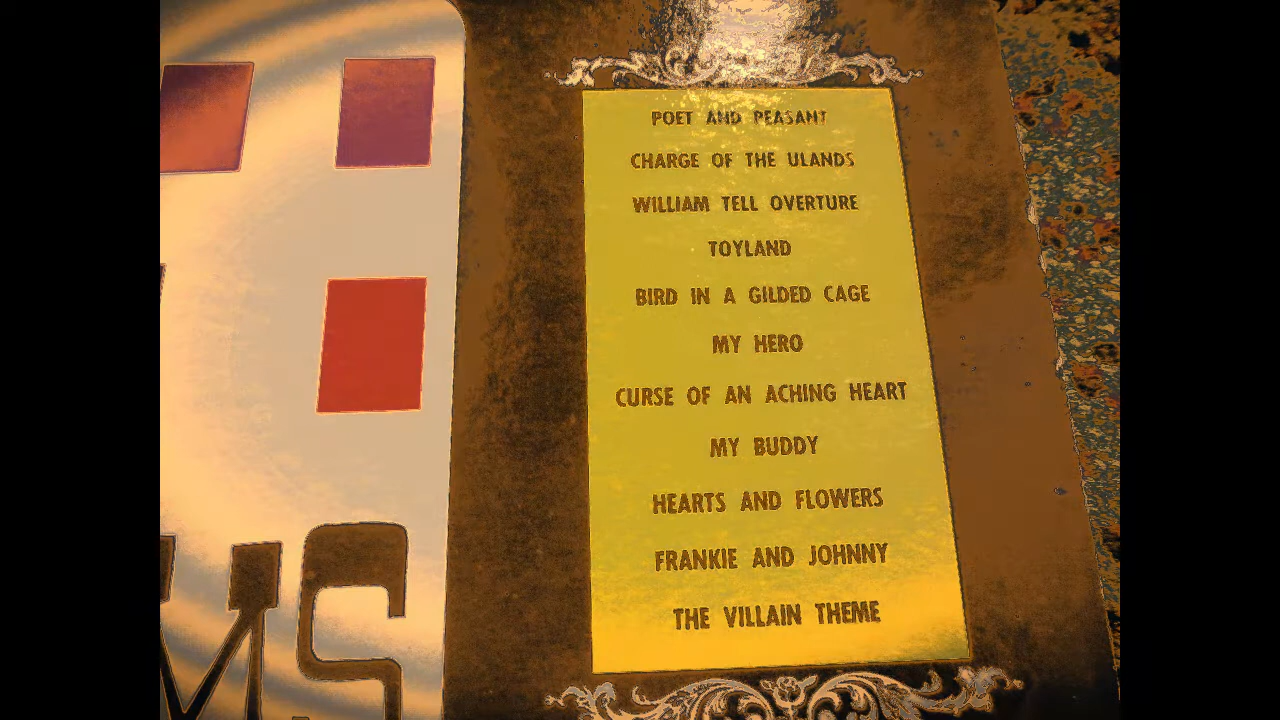 POET AND PEASANT
CHARGE OF THE ULANDS
WILLIAM TELL OVERTURE
TOYLAND
BIRD IN A GILDED CAGE
MY HERO
CURSE OF AN ACHING HEART
MY BUDDY
HEARTS AND FLOWERS
FRANKIE AND JOHNNY
THE VILLAIN THEME
MS